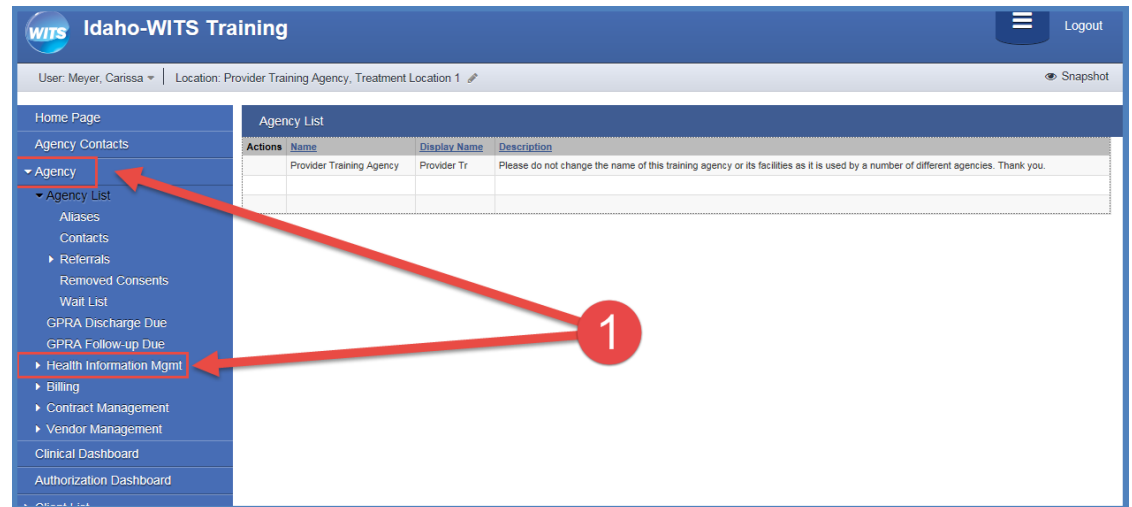 WITS Idaho-WITS Training
Logout
User: Meyer, Carissa Location: Provider Training Agency, Treatment Location 1
Snapshot
Home Page
Agency Contacts
Agency
Agency List
Aliases
Contacts
Referrals
Removed Consents
Wait List
GPRA Discharge Due
GPRA Follow-up Due
Health Information Mgmt
Billing
Contract Management
Vendor Management
Clinical Dashboard
Authorization Dashboard
Client List
Agency List
Actions Name Display Name Description
Provider Training Agency Provider Tr Please do not change the name of this training agency or its facilities as it is used by a number of different agencies. Thank you.
1